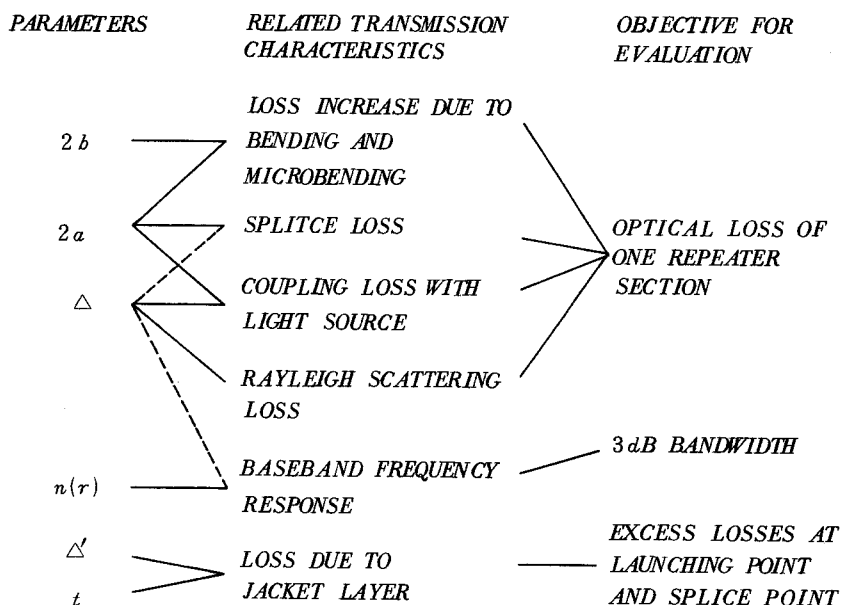 PARAMETERS
RELATED TRANSMISSION
CHARACTERISTICS
OBJECTIVE FOR
EVALUATION
2b
LOSS INCREASE DUE TO
BENDING AND
MICROBENDING
2a
SPLITCE LOSS
OPTICAL LOSS OF
ONE REPEATER
SECTION
△
COUPLING LOSS WITH
LIGHT SOURCE
RAYLEIGH SCATTERING
LOSS
n(r)
BASEBAND FREQUENCY
RESPONSE
3dB BANDWIDTH
△′
t
LOSS DUE TO
JACKET LAYER
EXCESS LOSSES AT
LAUNCHING POINT
AND SPLICE POINT